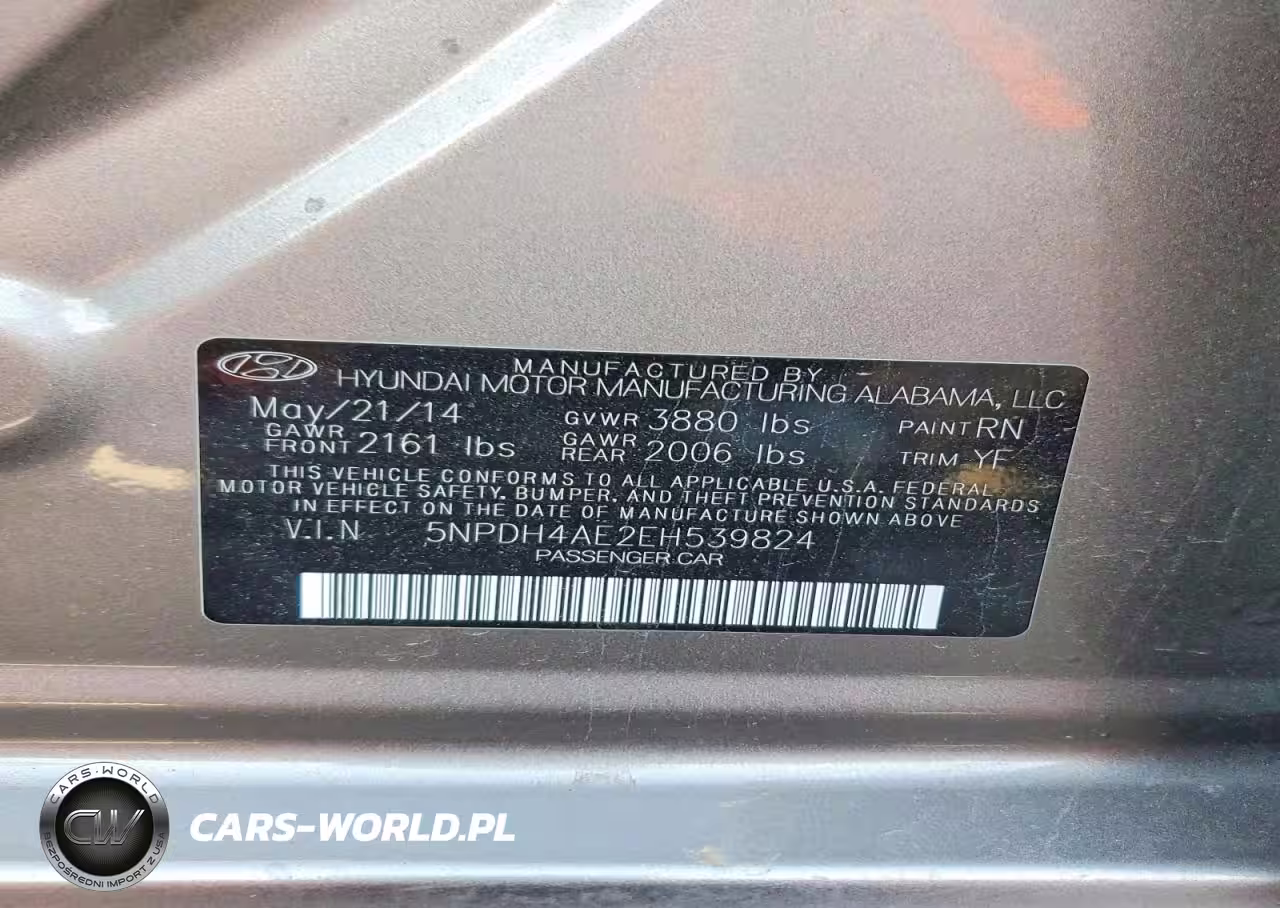 MANUFACTURED BY
HYUNDAI MOTOR MANUFACTURING ALABAMA, LLC
May/21/14 GVWR 3880 lbs PAINT RN
GAWR FRONT 2161 lbs GAWR REAR 2006 lbs TRIM YF
THIS VEHICLE CONFORMS TO ALL APPLICABLE U.S.A. FEDERAL
MOTOR VEHICLE SAFETY, BUMPER, AND THEFT PREVENTION STANDARDS
IN EFFECT ON THE DATE OF MANUFACTURE SHOWN ABOVE
V.I.N 5NPDH4AE2EH539824
PASSENGER CAR
CARS-WORLD
CW
BEZPOŚREDNI IMPORT Z USA
CARS-WORLD.PL